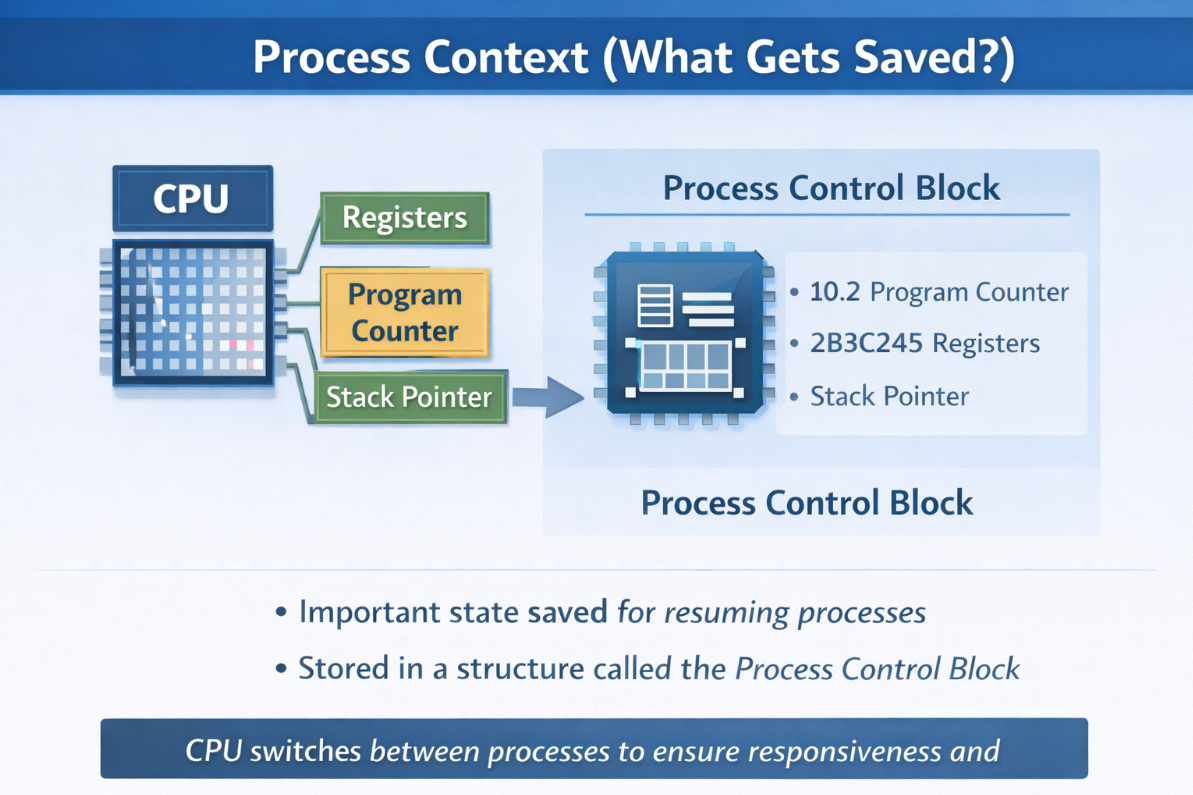 Process Context (What Gets Saved?)
CPU
Registers
Program
Counter
Stack Pointer
Process Control Block
• 10.2 Program Counter
• 2B3C245 Registers
• Stack Pointer
Process Control Block
• Important state saved for resuming processes
• Stored in a structure called the Process Control Block
CPU switches between processes to ensure responsiveness and